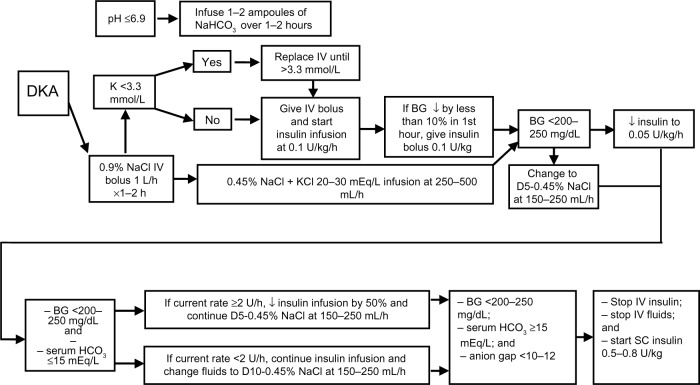 pH ≤6.9
Infuse 1–2 ampoules of
NaHCO3 over 1–2 hours
DKA
K <3.3
mmol/L
Yes
Replace IV until
>3.3 mmol/L
No
Give IV bolus
and start
insulin infusion
at 0.1 U/kg/h
If BG ↓ by less
than 10% in 1st
hour, give insulin
bolus 0.1 U/kg
BG <200–
250 mg/dL
↓ insulin to
0.05 U/kg/h
0.9% NaCl IV
bolus 1 L/h
×1–2 h
0.45% NaCl + KCl 20–30 mEq/L infusion at 250–500
mL/h
Change to
D5-0.45% NaCl
at 150–250 mL/h
– BG <200–
250 mg/dL
and
–
– serum HCO3
≤15 mEq/L
If current rate ≥2 U/h, ↓ insulin infusion by 50% and
continue D5-0.45% NaCl at 150–250 mL/h
If current rate <2 U/h, continue insulin infusion and
change fluids to D10-0.45% NaCl at 150–250 mL/h
– BG <200–250
mg/dL;
– serum HCO3 ≥15
mEq/L; and
– anion gap <10–12
– Stop IV insulin;
– stop IV fluids;
and
– start SC insulin
0.5–0.8 U/kg